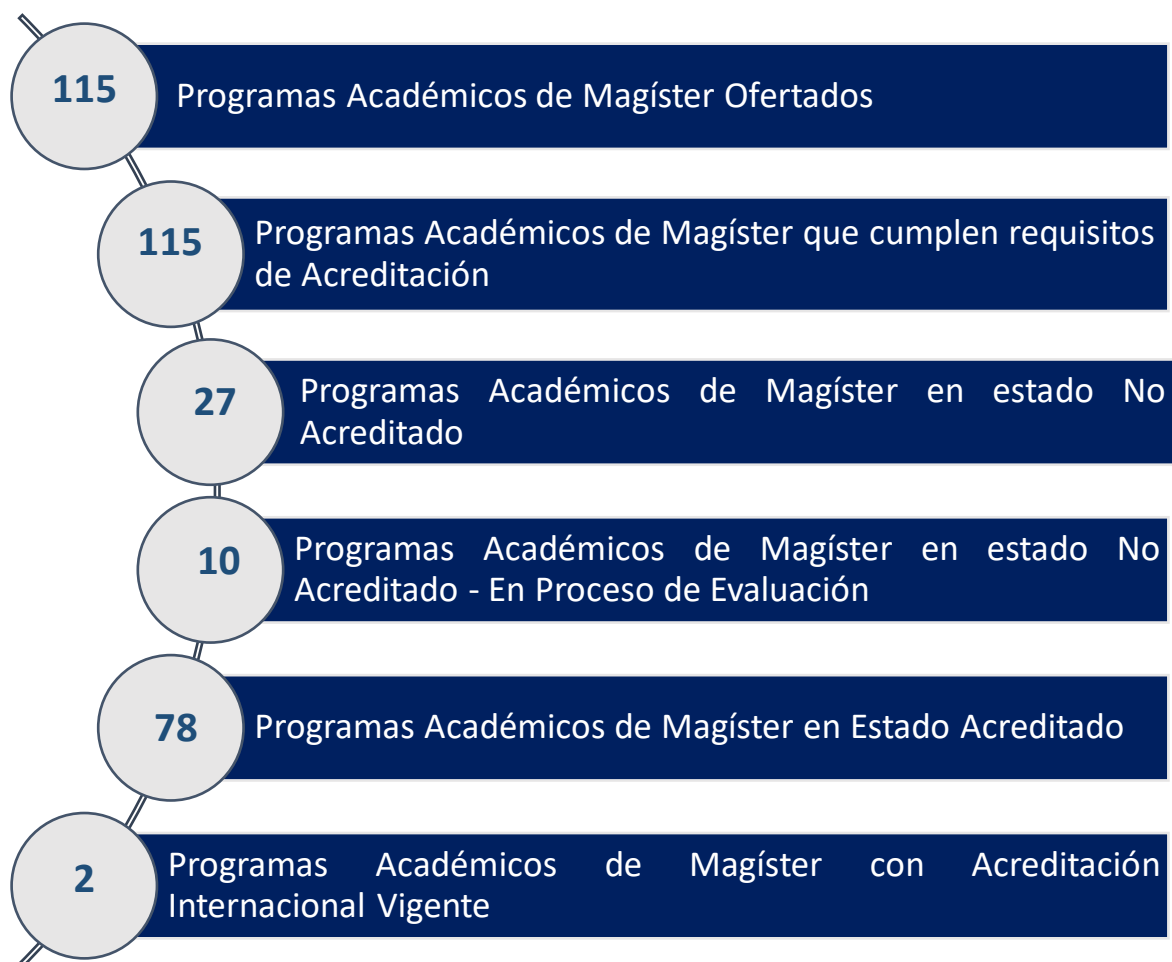 115
Programas Académicos de Magíster Ofertados
115
Programas Académicos de Magíster que cumplen requisitos
de Acreditación
27
Programas Académicos de Magíster en estado No
Acreditado
10
Programas Académicos de Magíster en estado No
Acreditado - En Proceso de Evaluación
78
Programas Académicos de Magíster en Estado Acreditado
2
Programas Académicos de Magíster con Acreditación
Internacional Vigente